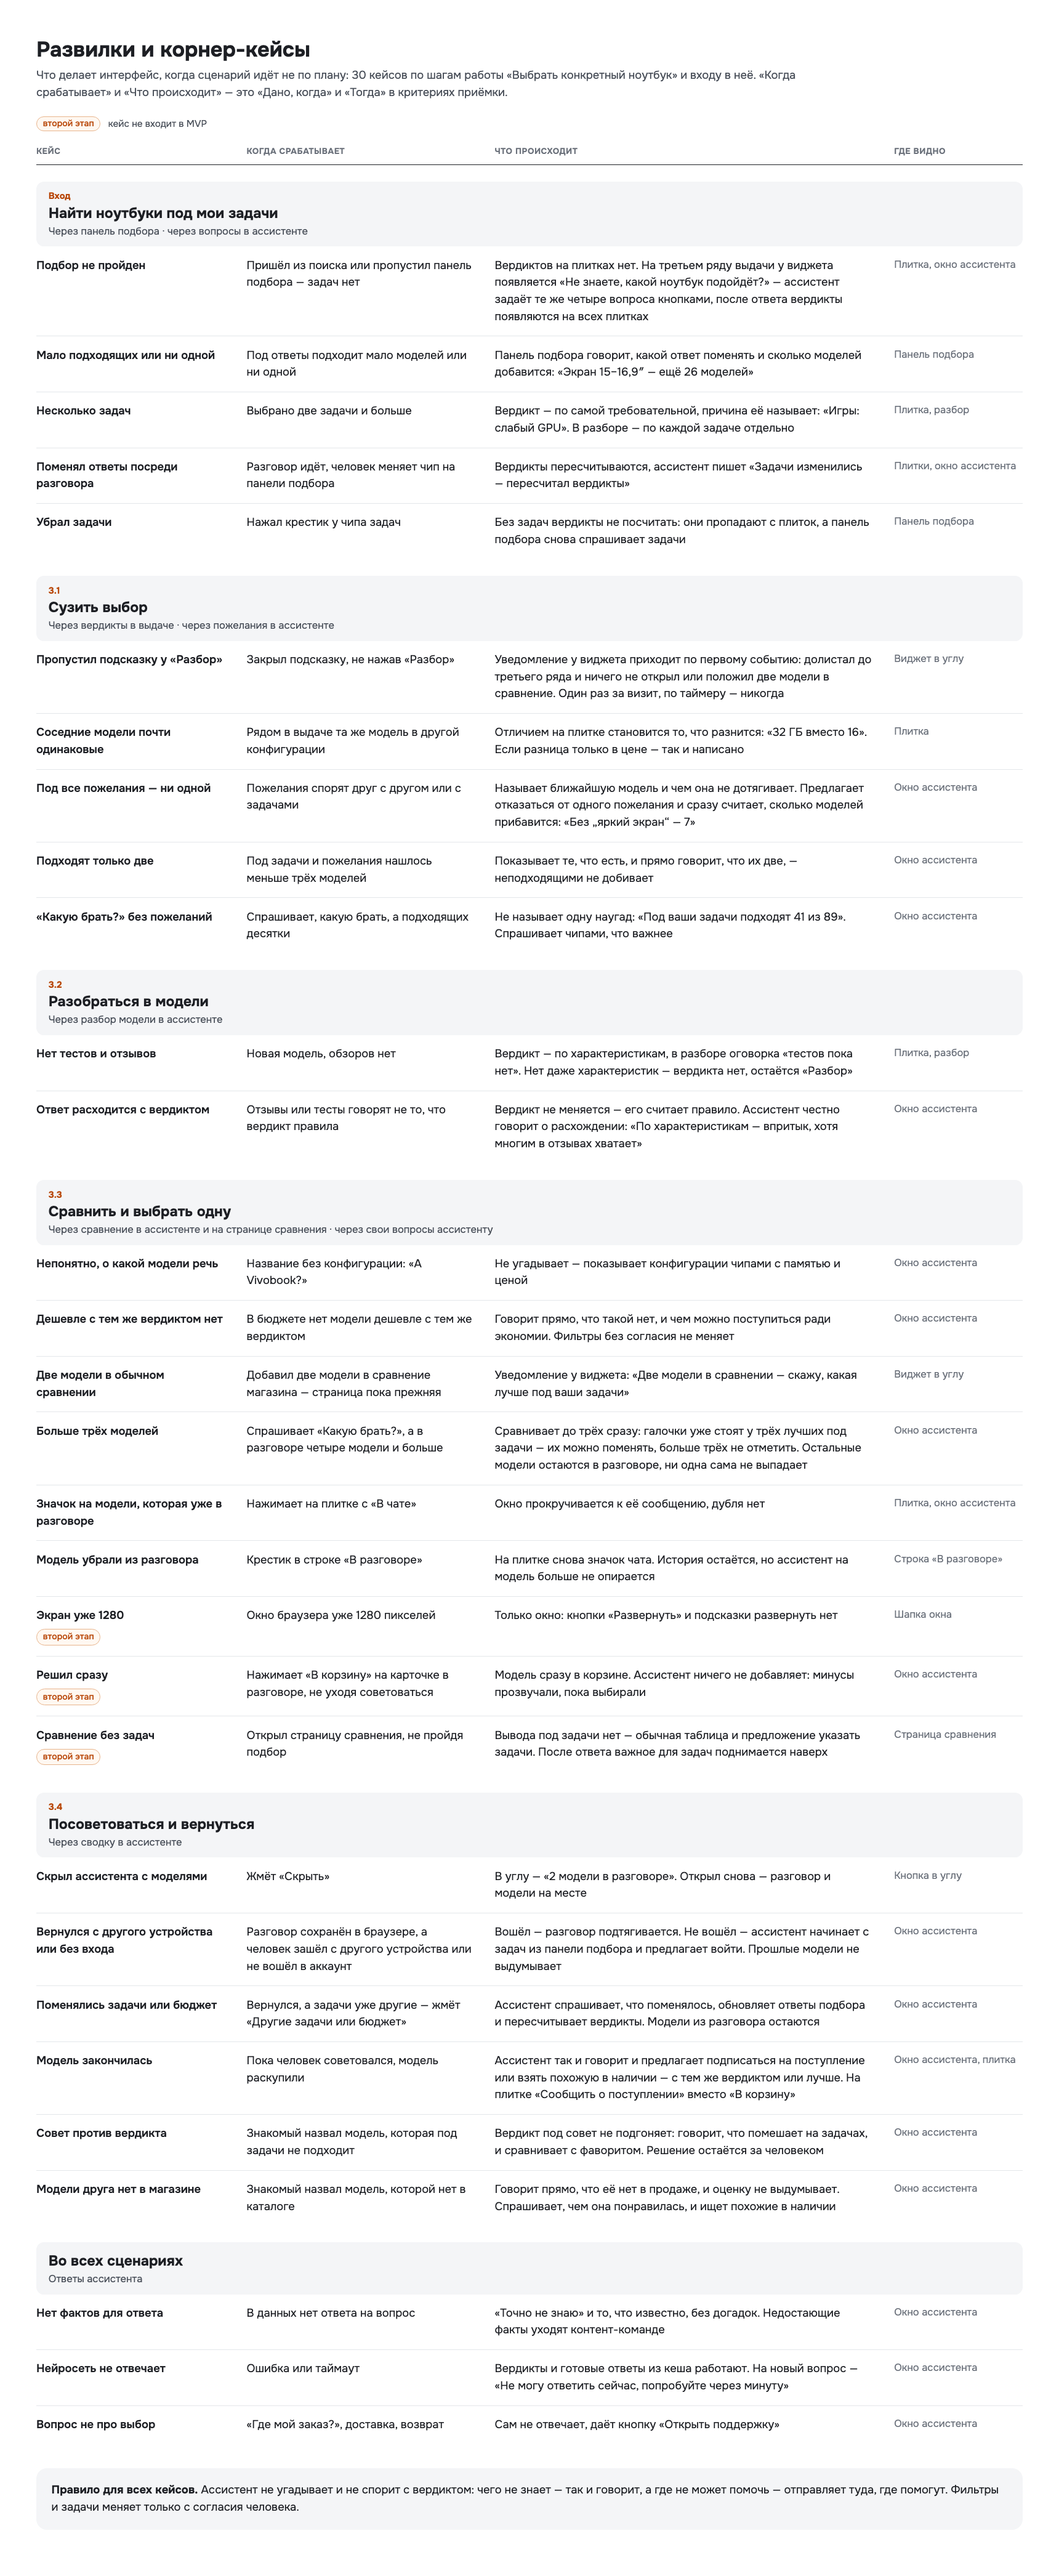 Развилки и корнер-кейсы
Что делает интерфейс, когда сценарий идёт не по плану: 30 кейсов по шагам работы «Выбрать конкретный ноутбук» и входу в неё. «Когда
срабатывает» и «Что происходит» — это «Дано, когда» и «Тогда» в критериях приёмки.
второй этап кейс не входит в MVP
КЕЙС
КОГДА СРАБАТЫВАЕТ
ЧТО ПРОИСХОДИТ
ГДЕ ВИДНО
Вход
Найти ноутбуки под мои задачи
Через панель подбора · через вопросы в ассистенте
Подбор не пройден
Пришёл из поиска или пропустил панель
подбора — задач нет
Вердиктов на плитках нет. На третьем ряду выдачи у виджета
появляется «Не знаете, какой ноутбук подойдёт?» — ассистент
задаёт те же четыре вопроса кнопками, после ответа вердикты
появляются на всех плитках
Плитка, окно ассистента
Мало подходящих или ни одной
Под ответы подходит мало моделей или
ни одной
Панель подбора говорит, какой ответ поменять и сколько моделей
добавится: «Экран 15–16,9″ — ещё 26 моделей»
Панель подбора
Несколько задач
Выбрано две задачи и больше
Вердикт — по самой требовательной, причина её называет: «Игры:
слабый GPU». В разборе — по каждой задаче отдельно
Плитка, разбор
Поменял ответы посреди
разговора
Разговор идёт, человек меняет чип на
панели подбора
Вердикты пересчитываются, ассистент пишет «Задачи изменились
— пересчитал вердикты»
Плитки, окно ассистента
Убрал задачи
Нажал крестик у чипа задач
Без задач вердикты не посчитать: они пропадают с плиток, а панель
подбора снова спрашивает задачи
Панель подбора
3.1
Сузить выбор
Через вердикты в выдаче · через пожелания в ассистенте
Пропустил подсказку у «Разбор»
Закрыл подсказку, не нажав «Разбор»
Уведомление у виджета приходит по первому событию: долистал до
третьего ряда и ничего не открыл или положил две модели в
сравнение. Один раз за визит, по таймеру — никогда
Виджет в углу
Соседние модели почти
одинаковые
Рядом в выдаче та же модель в другой
конфигурации
Отличием на плитке становится то, что разнится: «32 ГБ вместо 16».
Если разница только в цене — так и написано
Плитка
Под все пожелания — ни одной
Пожелания спорят друг с другом или с
задачами
Называет ближайшую модель и чем она не дотягивает. Предлагает
отказаться от одного пожелания и сразу считает, сколько моделей
прибавится: «Без „яркий экран“ — 7»
Окно ассистента
Подходят только две
Под задачи и пожелания нашлось
меньше трёх моделей
Показывает те, что есть, и прямо говорит, что их две, —
неподходящими не добивает
Окно ассистента
«Какую брать?» без пожеланий
Спрашивает, какую брать, а подходящих
десятки
Не называет одну наугад: «Под ваши задачи подходят 41 из 89».
Спрашивает чипами, что важнее
Окно ассистента
3.2
Разобраться в модели
Через разбор модели в ассистенте
Нет тестов и отзывов
Новая модель, обзоров нет
Вердикт — по характеристикам, в разборе оговорка «тестов пока
нет». Нет даже характеристик — вердикта нет, остаётся «Разбор»
Плитка, разбор
Ответ расходится с вердиктом
Отзывы или тесты говорят не то, что
вердикт правила
Вердикт не меняется — его считает правило. Ассистент честно
говорит о расхождении: «По характеристикам — впритык, хотя
многим в отзывах хватает»
Окно ассистента
3.3
Сравнить и выбрать одну
Через сравнение в ассистенте и на странице сравнения · через свои вопросы ассистенту
Непонятно, о какой модели речь
Название без конфигурации: «А
Vivobook?»
Не угадывает — показывает конфигурации чипами с памятью и
ценой
Окно ассистента
Дешевле с тем же вердиктом нет
В бюджете нет модели дешевле с тем же
вердиктом
Говорит прямо, что такой нет, и чем можно поступиться ради
экономии. Фильтры без согласия не меняет
Окно ассистента
Две модели в обычном
сравнении
Добавил две модели в сравнение
магазина — страница пока прежняя
Уведомление у виджета: «Две модели в сравнении — скажу, какая
лучше под ваши задачи»
Виджет в углу
Больше трёх моделей
Спрашивает «Какую брать?», а в
разговоре четыре модели и больше
Сравнивает до трёх сразу: галочки уже стоят у трёх лучших под
задачи — их можно поменять, больше трёх не отметить. Остальные
модели остаются в разговоре, ни одна сама не выпадает
Окно ассистента
Значок на модели, которая уже в
разговоре
Нажимает на плитке с «В чате»
Окно прокручивается к её сообщению, дубля нет
Плитка, окно ассистента
Модель убрали из разговора
Крестик в строке «В разговоре»
На плитке снова значок чата. История остаётся, но ассистент на
модель больше не опирается
Строка «В разговоре»
Экран уже 1280
второй этап
Окно браузера уже 1280 пикселей
Только окно: кнопки «Развернуть» и подсказки развернуть нет
Шапка окна
Решил сразу
второй этап
Нажимает «В корзину» на карточке в
разговоре, не уходя советоваться
Модель сразу в корзине. Ассистент ничего не добавляет: минусы
прозвучали, пока выбирали
Окно ассистента
Сравнение без задач
второй этап
Открыл страницу сравнения, не пройдя
подбор
Вывода под задачи нет — обычная таблица и предложение указать
задачи. После ответа важное для задач поднимается наверх
Страница сравнения
3.4
Посоветоваться и вернуться
Через сводку в ассистенте
Скрыл ассистента с моделями
Жмёт «Скрыть»
В углу — «2 модели в разговоре». Открыл снова — разговор и
модели на месте
Кнопка в углу
Вернулся с другого устройства
или без входа
Разговор сохранён в браузере, а
человек зашёл с другого устройства или
не вошёл в аккаунт
Вошёл — разговор подтягивается. Не вошёл — ассистент начинает с
задач из панели подбора и предлагает войти. Прошлые модели не
выдумывает
Окно ассистента
Поменялись задачи или бюджет
Вернулся, а задачи уже другие — жмёт
«Другие задачи или бюджет»
Ассистент спрашивает, что поменялось, обновляет ответы подбора
и пересчитывает вердикты. Модели из разговора остаются
Окно ассистента
Модель закончилась
Пока человек советовался, модель
раскупили
Ассистент так и говорит и предлагает подписаться на поступление
или взять похожую в наличии — с тем же вердиктом или лучше. На
плитке «Сообщить о поступлении» вместо «В корзину»
Окно ассистента, плитка
Совет против вердикта
Знакомый назвал модель, которая под
задачи не подходит
Вердикт под совет не подгоняет: говорит, что помешает на задачах,
и сравнивает с фаворитом. Решение остаётся за человеком
Окно ассистента
Модели друга нет в магазине
Знакомый назвал модель, которой нет в
каталоге
Говорит прямо, что её нет в продаже, и оценку не выдумывает.
Спрашивает, чем она понравилась, и ищет похожие в наличии
Окно ассистента
Во всех сценариях
Ответы ассистента
Нет фактов для ответа
В данных нет ответа на вопрос
«Точно не знаю» и то, что известно, без догадок. Недостающие
факты уходят контент-команде
Окно ассистента
Нейросеть не отвечает
Ошибка или таймаут
Вердикты и готовые ответы из кеша работают. На новый вопрос —
«Не могу ответить сейчас, попробуйте через минуту»
Окно ассистента
Вопрос не про выбор
«Где мой заказ?», доставка, возврат
Сам не отвечает, даёт кнопку «Открыть поддержку»
Окно ассистента
Правило для всех кейсов. Ассистент не угадывает и не спорит с вердиктом: чего не знает — так и говорит, а где не может помочь — отправляет туда, где помогут. Фильтры
и задачи меняет только с согласия человека.